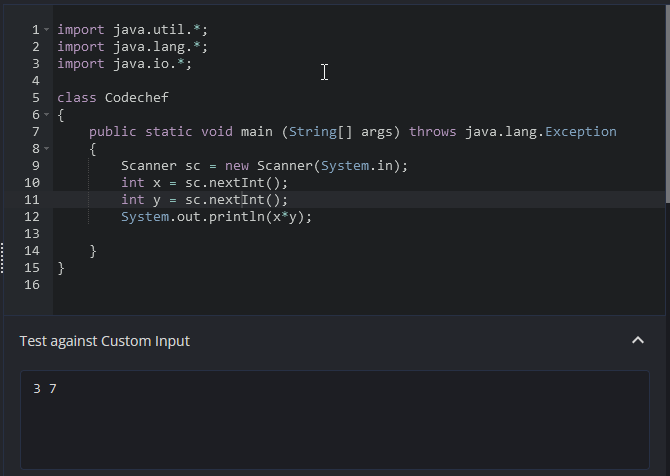 1 import java.util.*;
2 import java.lang.*;
3 import java.io.*;
4
5 class Codechef
6 {
7     public static void main (String[] args) throws java.lang.Exception
8     {
9         Scanner sc = new Scanner(System.in);
10         int x = sc.nextInt();
11         int y = sc.nextInt();
12         System.out.println(x*y);
13
14     }
15 }
16
Test against Custom Input
3 7